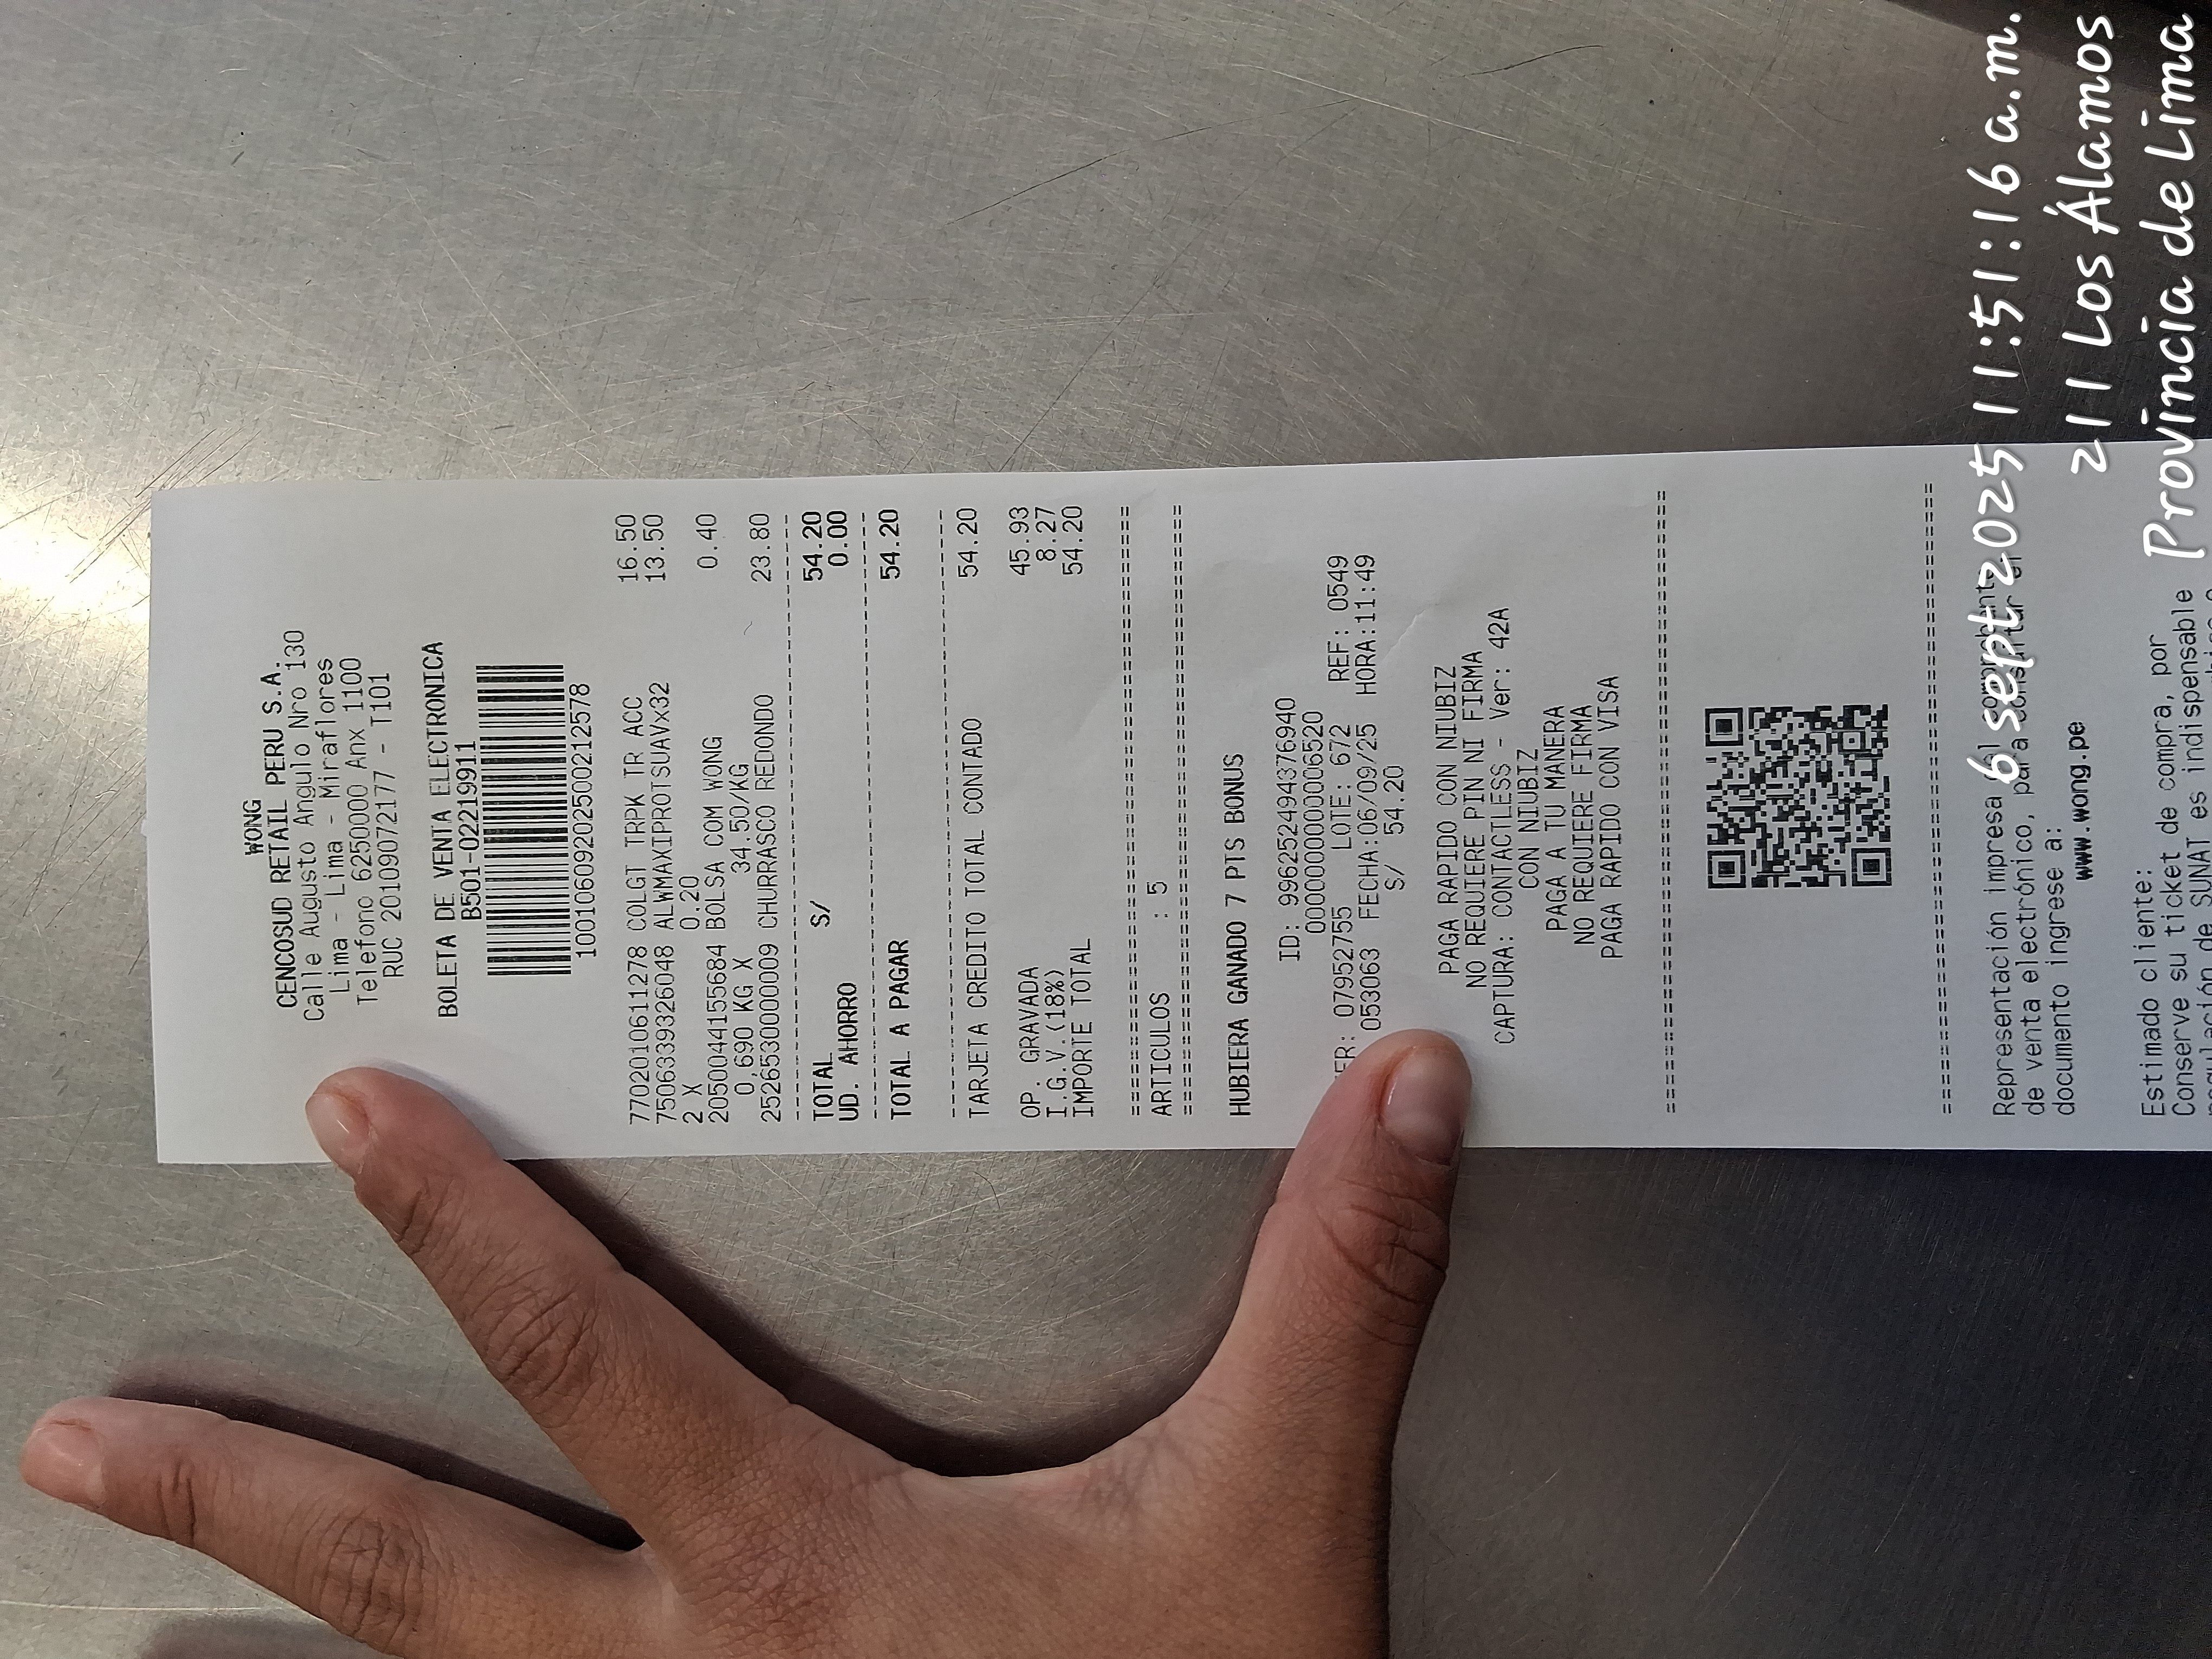 WONG
CENCOSUD RETAIL PERU S.A.
Calle Augusto Angulo Nro 130
Lima - Lima - Miraflores
Telefono 6250000 Anx 1100
RUC 20109072177 - T101
BOLETA DE VENTA ELECTRONICA
B501-02219911
10010609202500212578
7702010611278 COLGT TRPK TR ACC 16.50
7506339326048 ALWMAXIPROTSUAVx32 13.50
2 X 0.20
2050044155684 BOLSA COM WONG 0.40
0,690 KG X 34.50/KG
2526530000009 CHURRASCO REDONDO 23.80
TOTAL S/ 54.20
UD. AHORRO 0.00
TOTAL A PAGAR 54.20
TARJETA CREDITO TOTAL CONTADO 54.20
OP. GRAVADA 45.93
I.G.V.(18%) 8.27
IMPORTE TOTAL 54.20
ARTICULOS : 5
HUBIERA GANADO 7 PTS BONUS
ID: 996252494376940
0000000000006520
ER: 07952755 LOTE: 672 REF: 0549
053063 FECHA:06/09/25 HORA:11:49
S/ 54.20
PAGA RAPIDO CON NIUBIZ
NO REQUIERE PIN NI FIRMA
CAPTURA: CONTACTLESS - Ver: 42A
CON NIUBIZ
PAGA A TU MANERA
NO REQUIERE FIRMA
PAGA RAPIDO CON VISA
Representación impresa del comprobante
de venta electrónico, para consultar el
documento ingrese a:
www.wong.pe
Estimado cliente:
Conserve su ticket de compra, por
regulación de SUNAT es indispensable
6 sept 2025 11:51:16 a.m.
211 Los Álamos
Provincia de Lima